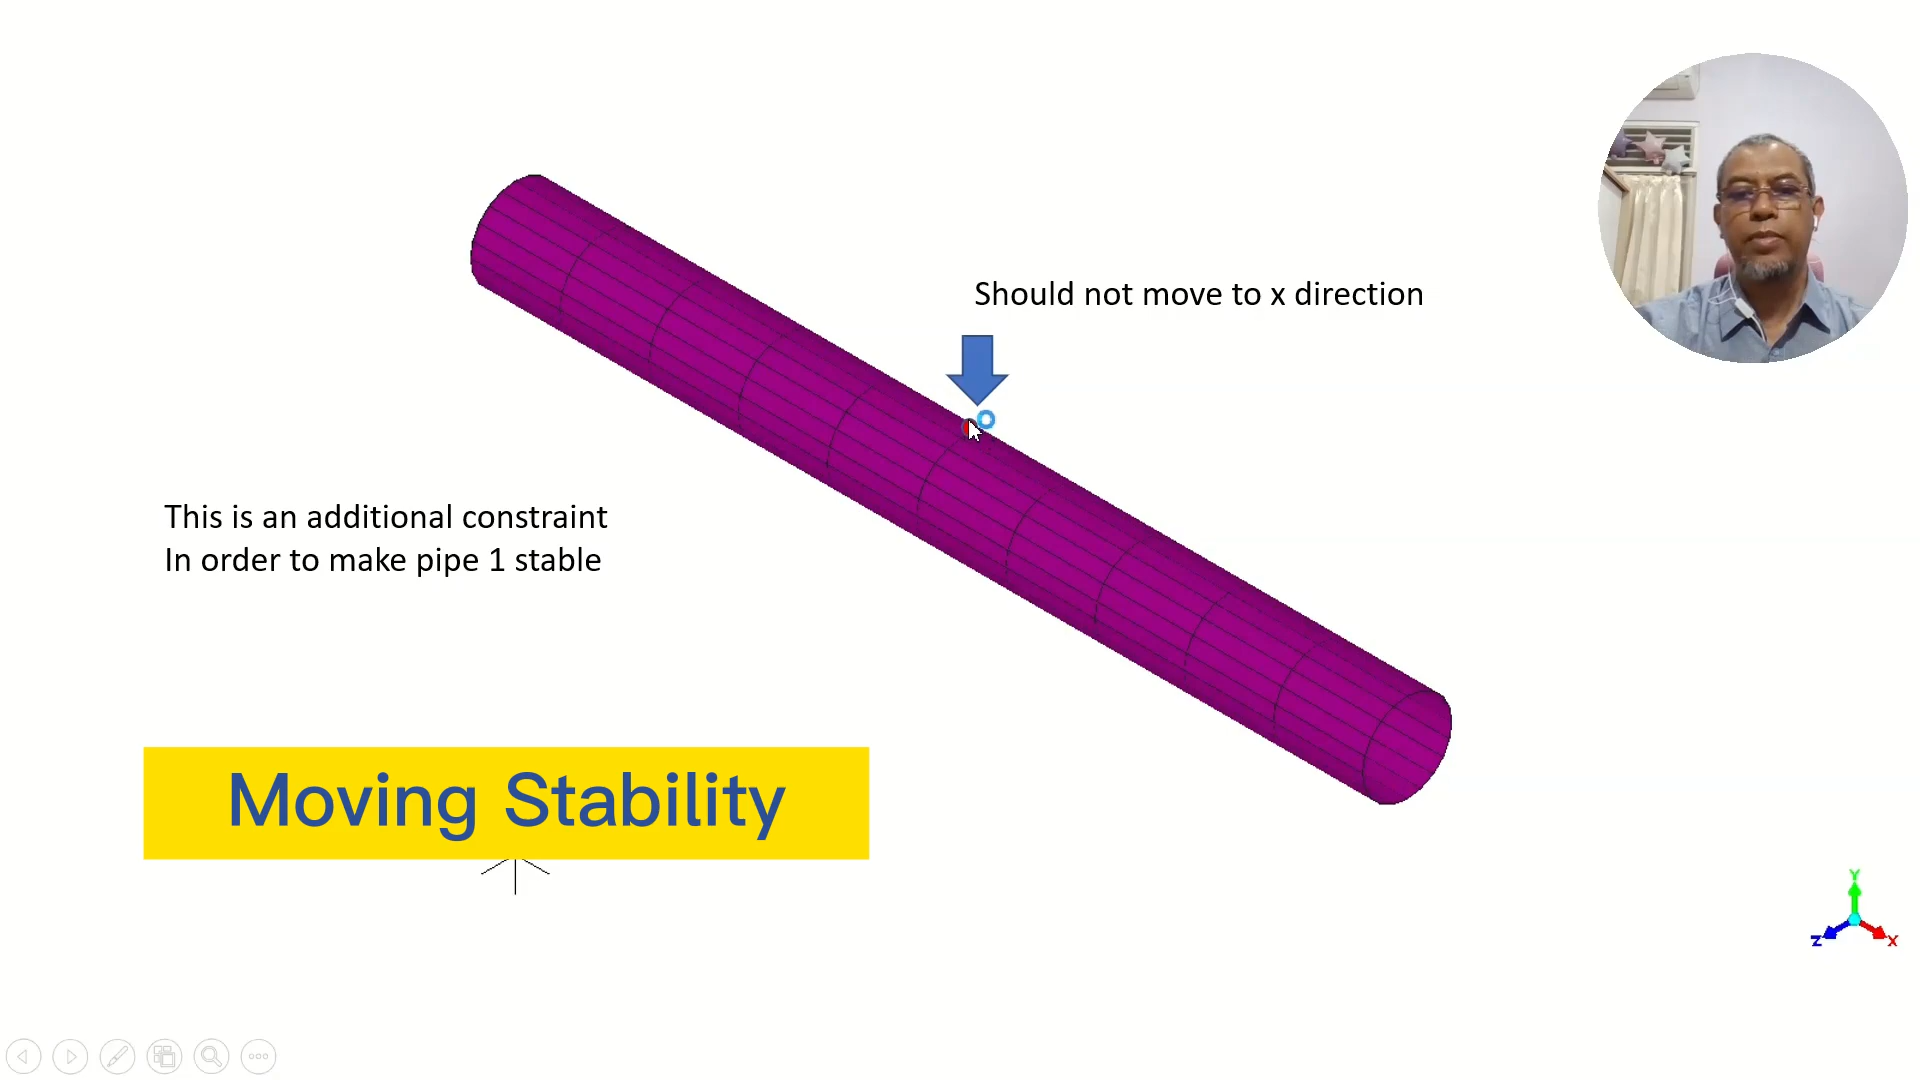 Should not move to x direction
This is an additional constraint
In order to make pipe 1 stable
Moving Stability
Y
Z
X